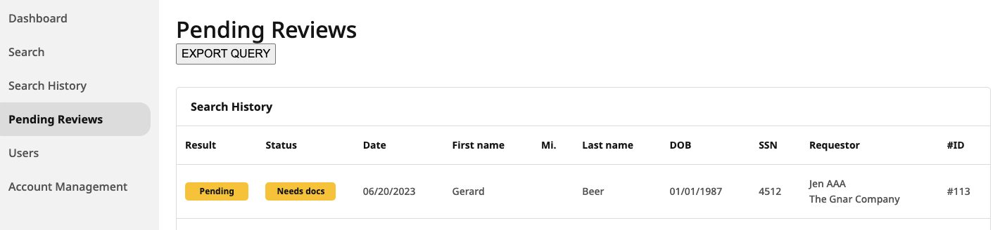 Dashboard
Search
Search History
Pending Reviews
Users
Account Management
Pending Reviews
EXPORT QUERY
Search History
Result Status Date First name Mi. Last name DOB SSN Requestor #ID
Pending Needs docs 06/20/2023 Gerard Beer 01/01/1987 4512 Jen AAA #113
The Gnar Company